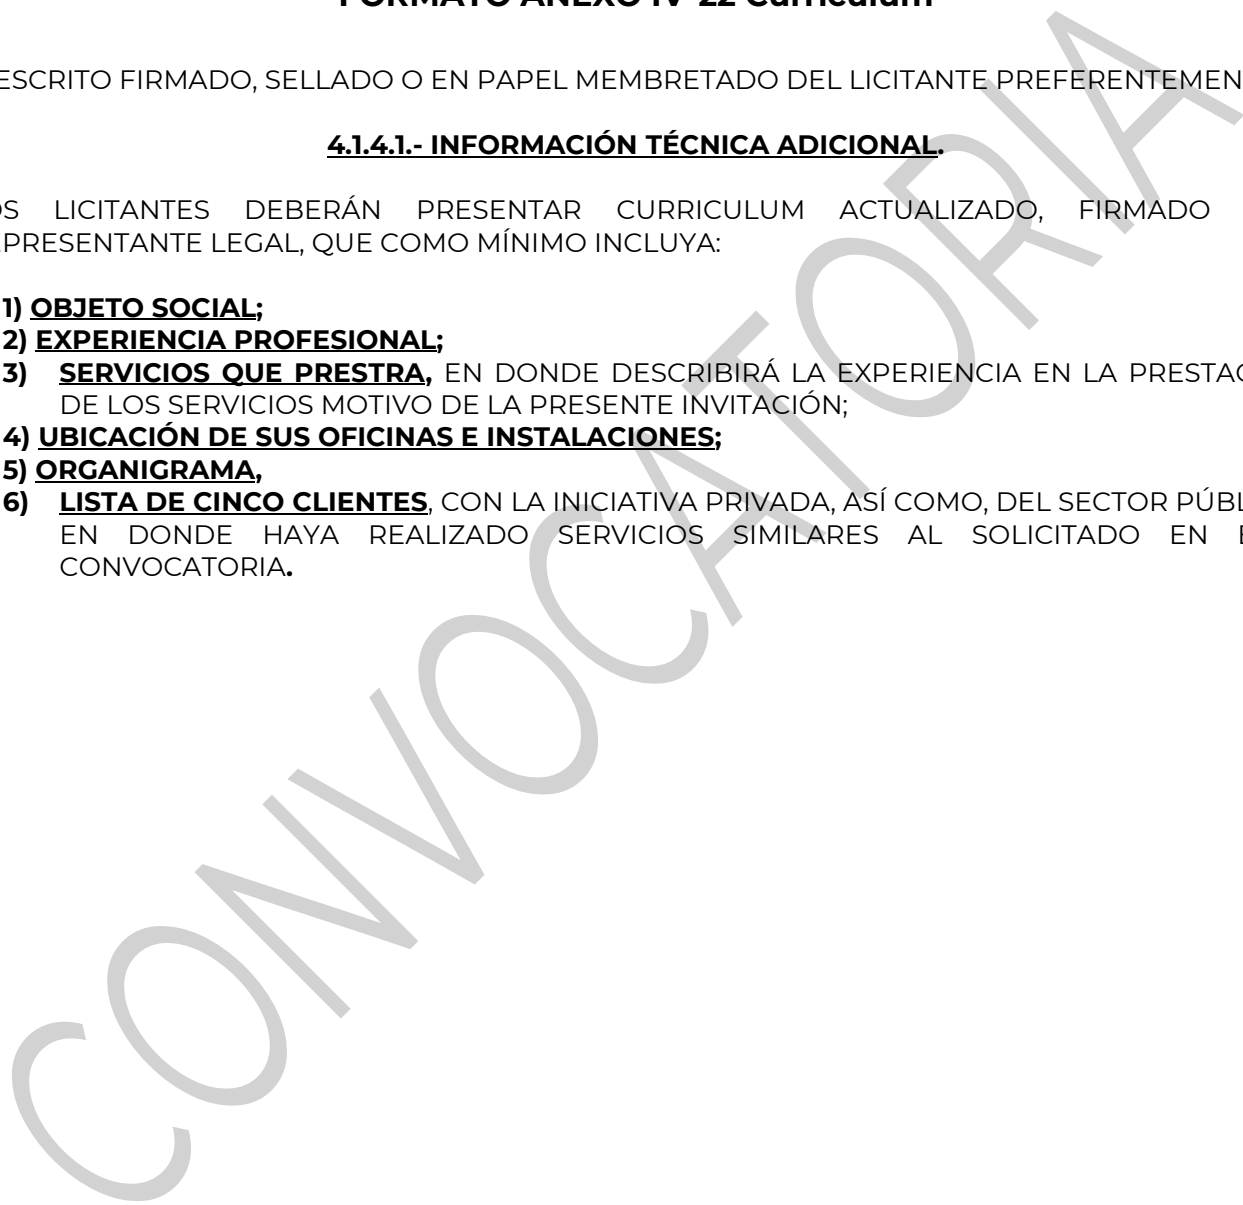 FORMATO ANEXO IV-22 Curriculum
ESCRITO FIRMADO, SELLADO O EN PAPEL MEMBRETADO DEL LICITANTE PREFERENTEMEN
4.1.4.1.- INFORMACIÓN TÉCNICA ADICIONAL.
OS LICITANTES DEBERÁN PRESENTAR CURRICULUM ACTUALIZADO, FIRMADO
EPRESENTANTE LEGAL, QUE COMO MÍNIMO INCLUYA:
1) OBJETO SOCIAL;
2) EXPERIENCIA PROFESIONAL;
3) SERVICIOS QUE PRESTRA, EN DONDE DESCRIBIRÁ LA EXPERIENCIA EN LA PRESTAC
DE LOS SERVICIOS MOTIVO DE LA PRESENTE INVITACIÓN;
4) UBICACIÓN DE SUS OFICINAS E INSTALACIONES;
5) ORGANIGRAMA,
6) LISTA DE CINCO CLIENTES, CON LA INICIATIVA PRIVADA, ASÍ COMO, DEL SECTOR PÚBL
EN DONDE HAYA REALIZADO SERVICIOS SIMILARES AL SOLICITADO EN E
CONVOCATORIA.
CONVOCATORIA